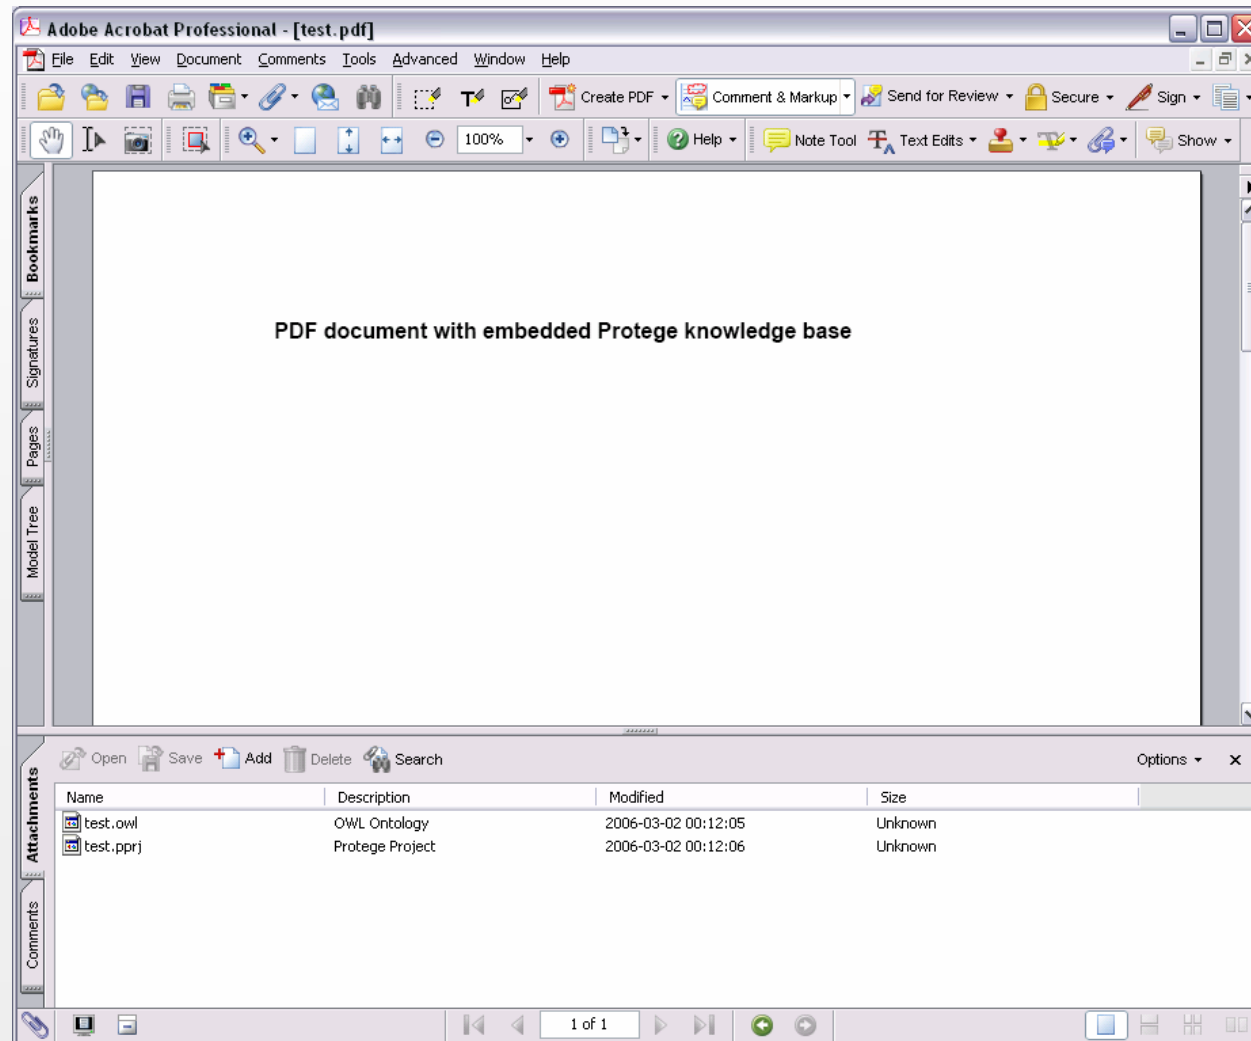 Adobe Acrobat Professional - [test.pdf]
File Edit View Document Comments Tools Advanced Window Help
Create PDF Comment & Markup Send for Review Secure Sign
100% Help Note Tool Text Edits Show
Bookmarks
Signatures
Pages
Model Tree
PDF document with embedded Protege knowledge base
Attachments
Comments
Open Save Add Delete Search Options
Name Description Modified Size
test.owl OWL Ontology 2006-03-02 00:12:05 Unknown
test.pprj Protege Project 2006-03-02 00:12:06 Unknown
1 of 1